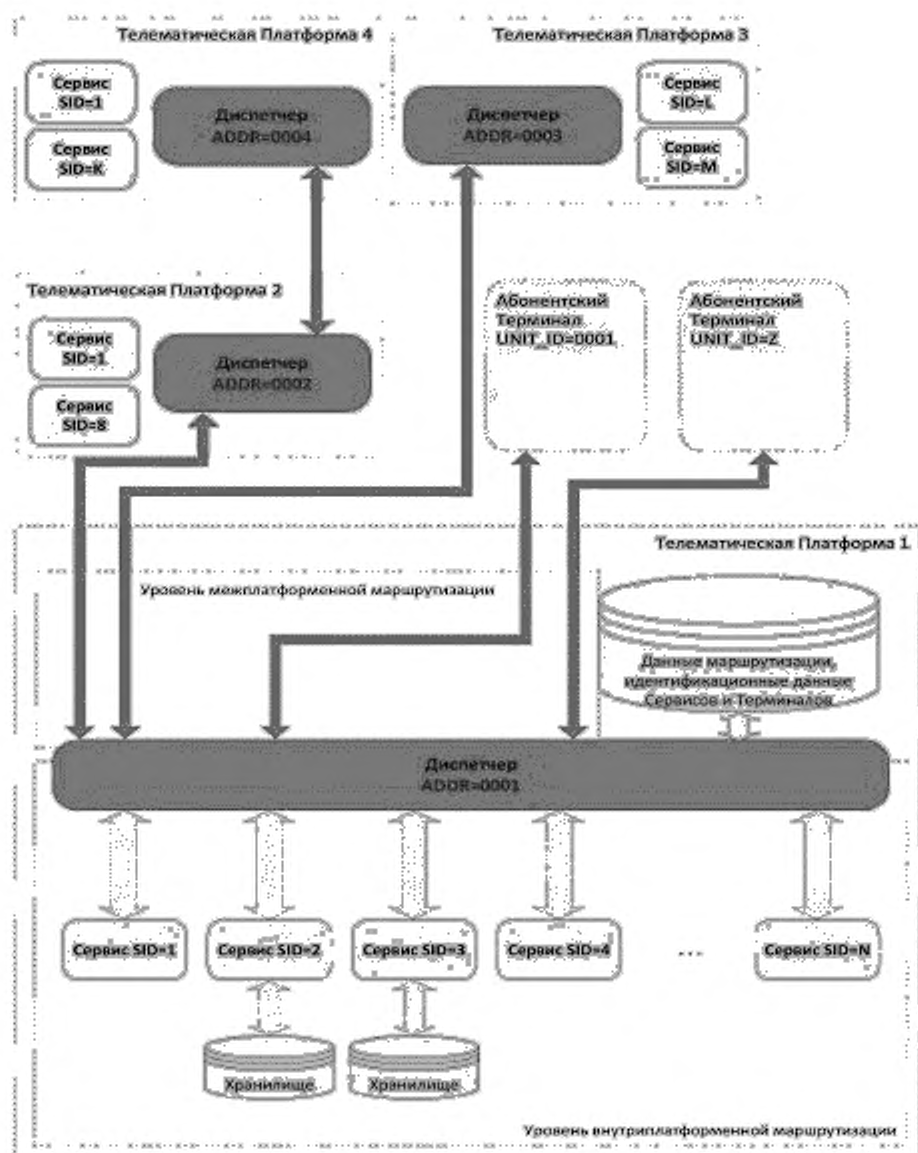 Телематическая Платформа 4
Сервис
SID=1
Сервис
SID=K
Диспетчер
ADDR=0004
Телематическая Платформа 3
Диспетчер
ADDR=0003
Сервис
SID=L
Сервис
SID=M
Телематическая Платформа 2
Сервис
SID=1
Сервис
SID=8
Диспетчер
ADDR=0002
Абонентский
Терминал
UNIT_ID=0001
Абонентский
Терминал
UNIT_ID=Z
Телематическая Платформа 1
Уровень межплатформенной маршрутизации
Данные маршрутизации,
идентификационные данные
Сервисов и Терминалов
Диспетчер
ADDR=0001
Сервис SID=1
Сервис SID=2
Сервис SID=3
Сервис SID=4
...
Сервис SID=N
Хранилище
Хранилище
Уровень внутриплатформенной маршрутизации